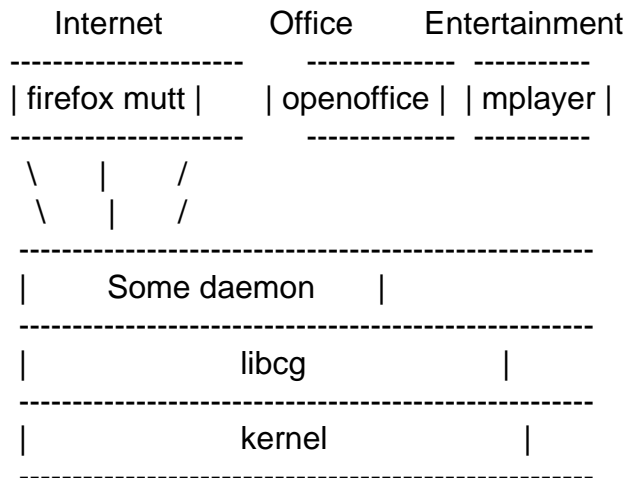 Internet Office Entertainment
---------------------- -------------- -----------
| firefox mutt | | openoffice | | mplayer |
---------------------- -------------- -----------
\ | /
\ | /
------------------------------------------------------
| Some daemon |
------------------------------------------------------
| libcg |
------------------------------------------------------
| kernel |
------------------------------------------------------